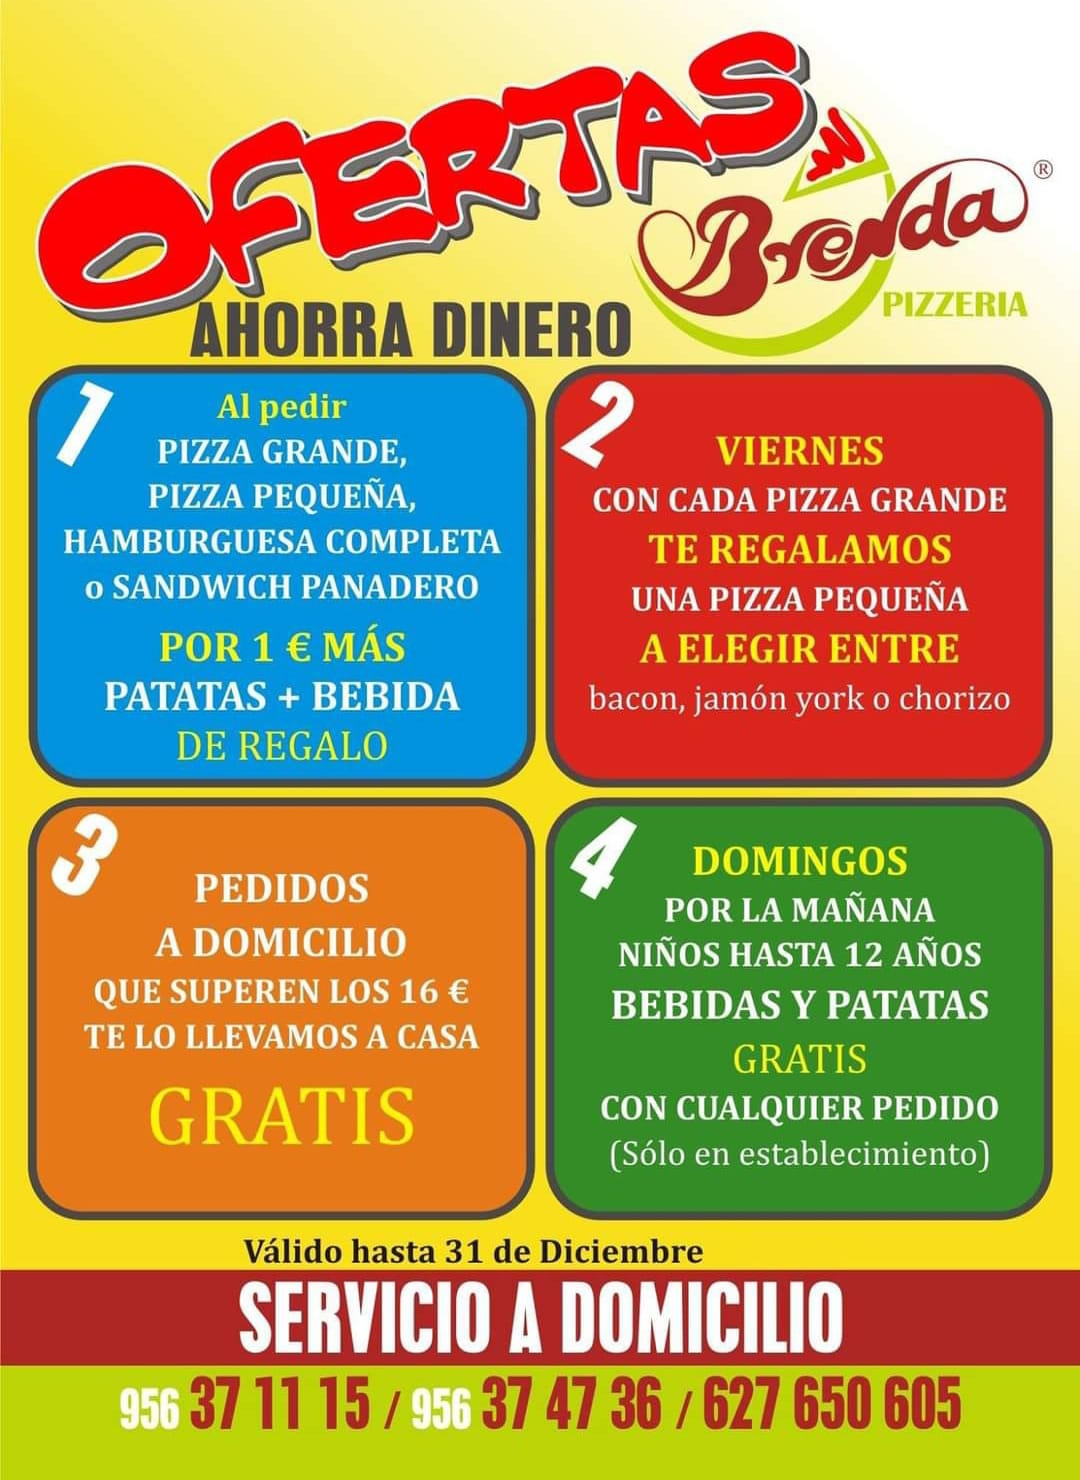 OFERTAS
AHORRA DINERO
Brenda ®
PIZZERIA
1
Al pedir
PIZZA GRANDE,
PIZZA PEQUEÑA,
HAMBURGUESA COMPLETA
o SANDWICH PANADERO
POR 1 € MÁS
PATATAS + BEBIDA
DE REGALO
2
VIERNES
CON CADA PIZZA GRANDE
TE REGALAMOS
UNA PIZZA PEQUEÑA
A ELEGIR ENTRE
bacon, jamón york o chorizo
3
PEDIDOS
A DOMICILIO
QUE SUPEREN LOS 16 €
TE LO LLEVAMOS A CASA
GRATIS
4
DOMINGOS
POR LA MAÑANA
NIÑOS HASTA 12 AÑOS
BEBIDAS Y PATATAS
GRATIS
CON CUALQUIER PEDIDO
(Sólo en establecimiento)
Válido hasta 31 de Diciembre
SERVICIO A DOMICILIO
956 37 11 15 / 956 37 47 36 / 627 650 605